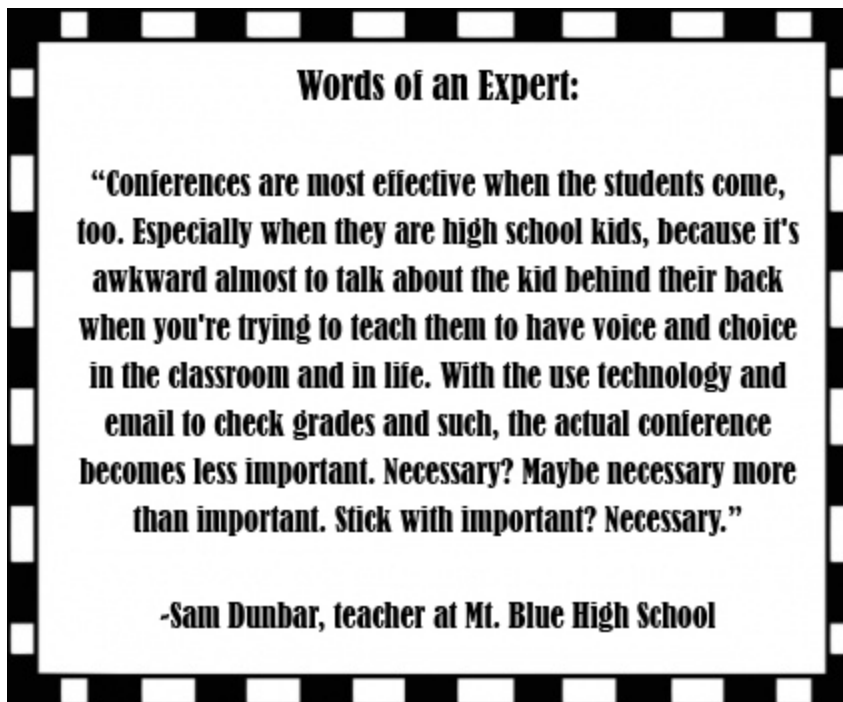 Words of an Expert:
“Conferences are most effective when the students come,
too. Especially when they are high school kids, because it's
awkward almost to talk about the kid behind their back
when you're trying to teach them to have voice and choice
in the classroom and in life. With the use technology and
email to check grades and such, the actual conference
becomes less important. Necessary? Maybe necessary more
than important. Stick with important? Necessary.”
-Sam Dunbar, teacher at Mt. Blue High School